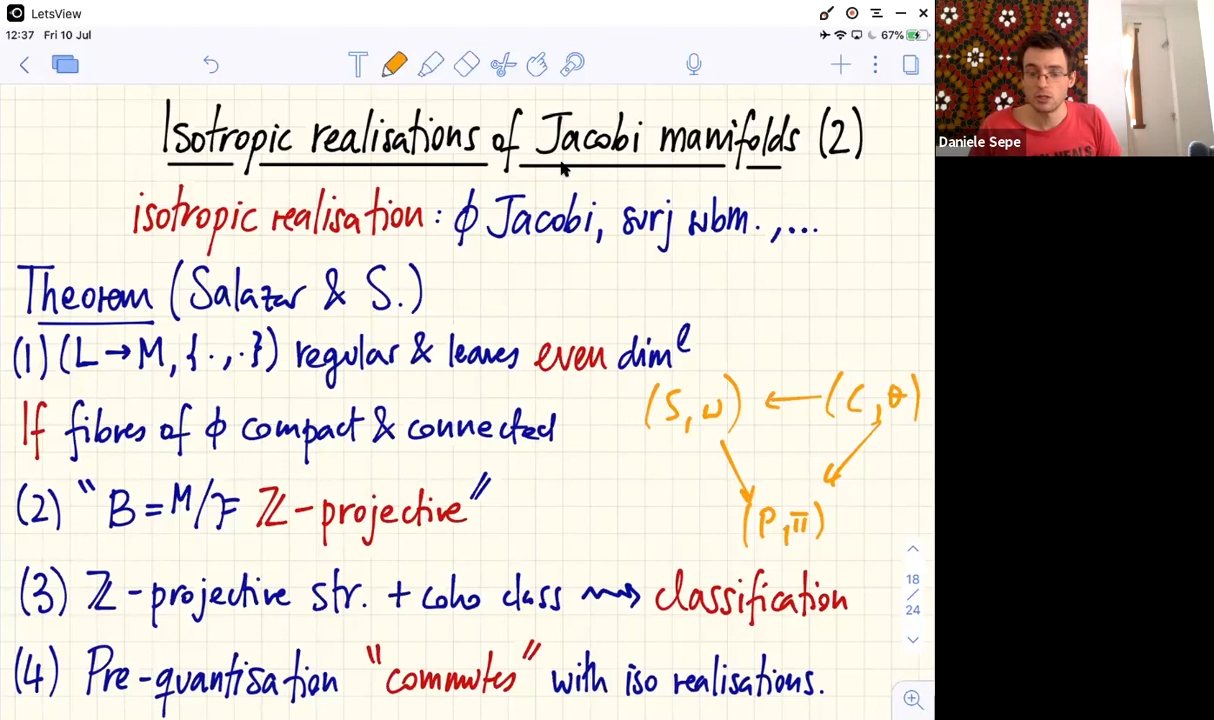 LetsView
12:37 Fri 10 Jul
67%
Isotropic realisations of Jacobi manifolds (2)
Daniele Sepe
isotropic realisation : φ Jacobi, surj subm. , ...
Theorem (Salazar & S.)
(1) (L → M, {·,·}) regular & leaves even dimˡ
(S, ω) ← (C, θ)
If fibres of φ compact & connected
(2) " B = M/F ℤ-projective "
(P, π)
(3) ℤ-projective str. + coho class ⇝ classification
18
/
24
(4) Pre-quantisation "commutes" with iso realisations.